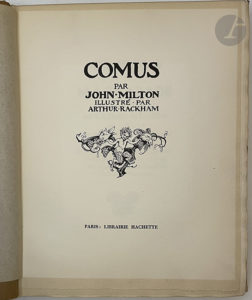 COMUS
PAR
JOHN·MILTON
ILLUSTRÉ·PAR
ARTHUR·RACKHAM
PARIS: LIBRAIRIE HACHETTE